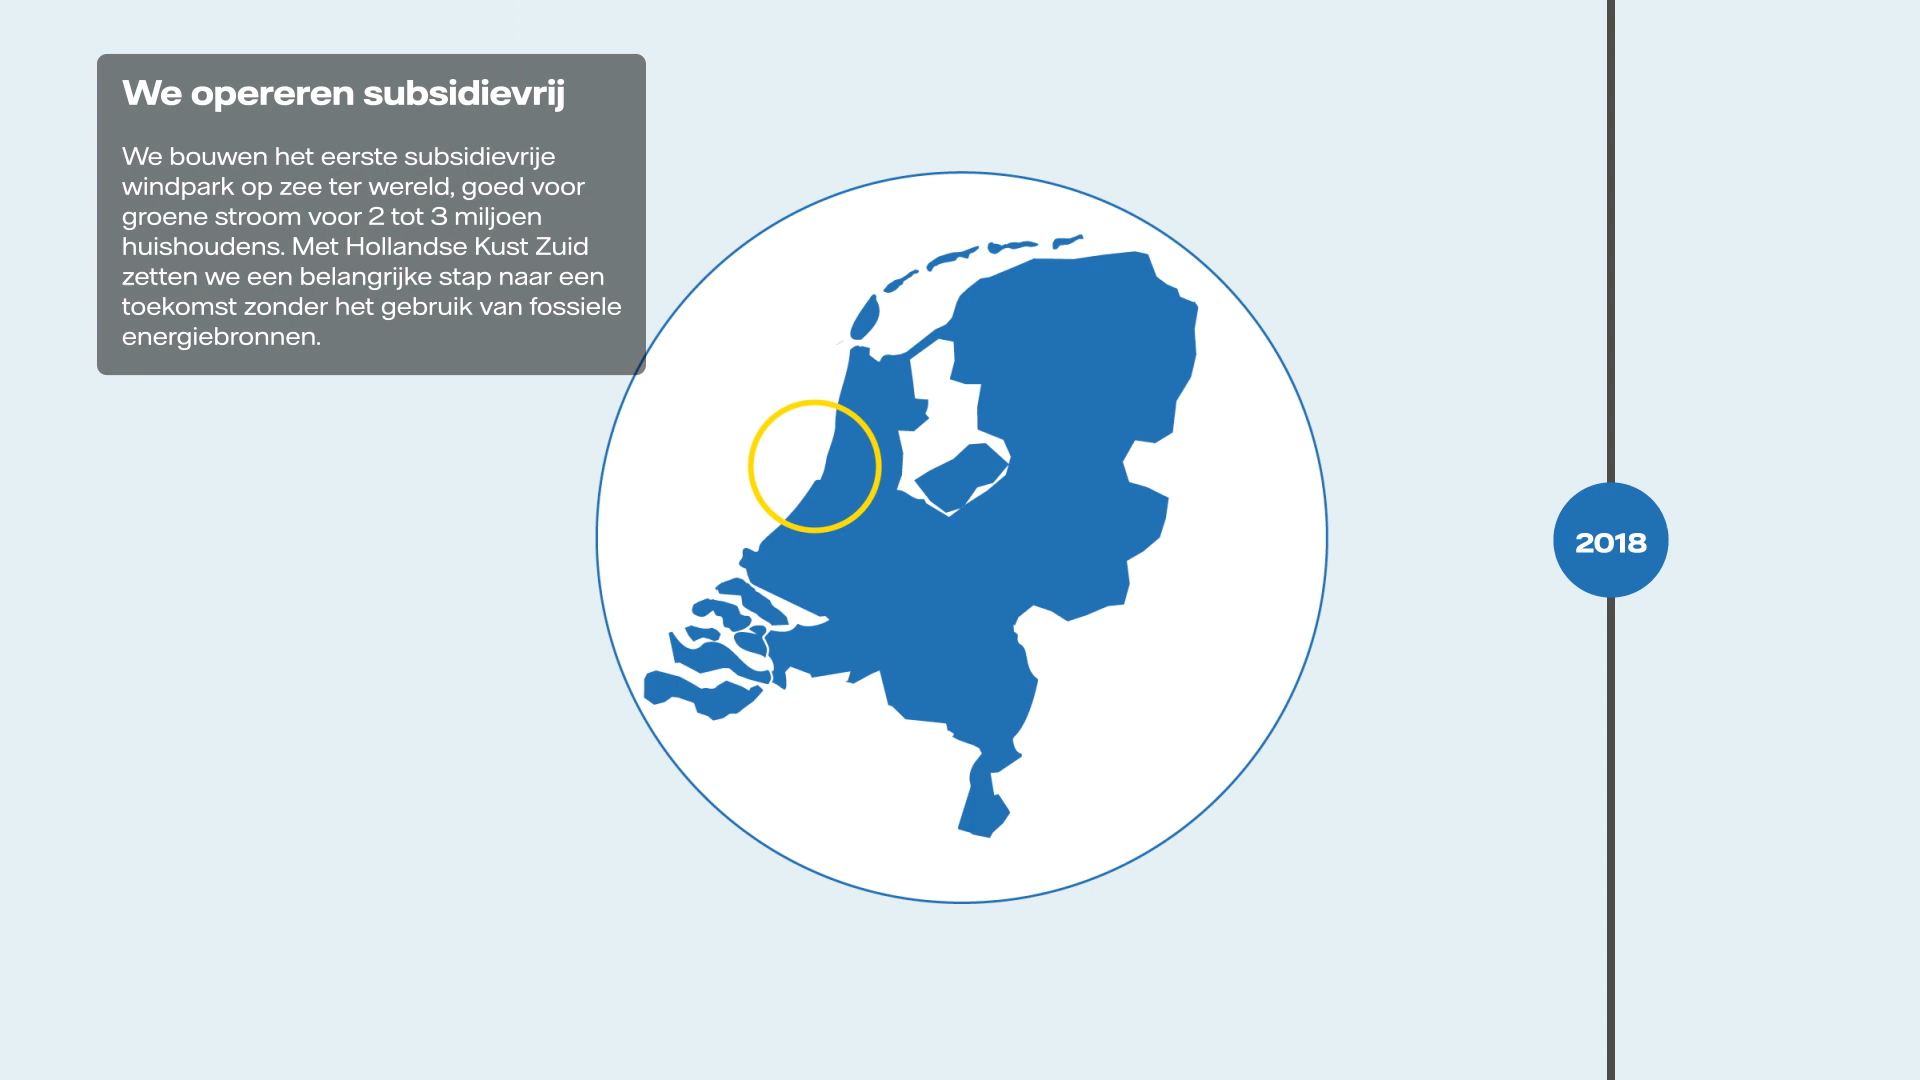 We opereren subsidievrij
We bouwen het eerste subsidievrije
windpark op zee ter wereld, goed voor
groene stroom voor 2 tot 3 miljoen
huishoudens. Met Hollandse Kust Zuid
zetten we een belangrijke stap naar een
toekomst zonder het gebruik van fossiele
energiebronnen.
2018